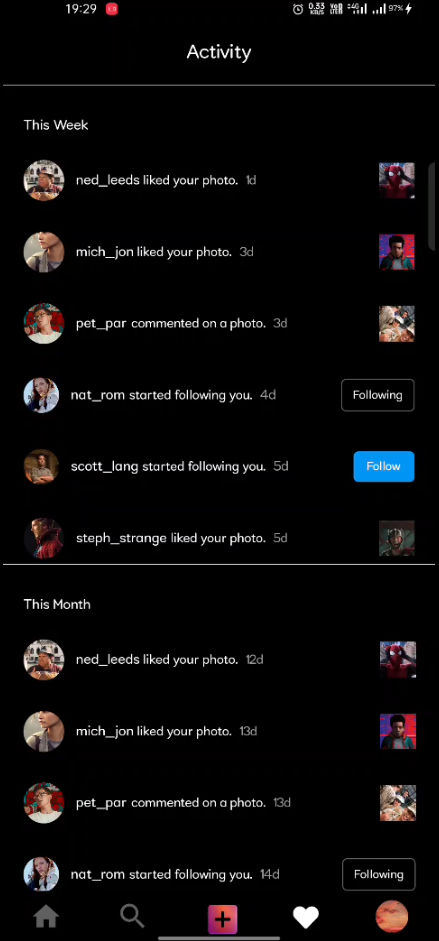 19:29
0.33 KB/S VoB LTE 4G 97%
Activity
This Week
ned_leeds liked your photo. 1d
mich_jon liked your photo. 3d
pet_par commented on a photo. 3d
nat_rom started following you. 4d Following
scott_lang started following you. 5d Follow
steph_strange liked your photo. 5d
This Month
ned_leeds liked your photo. 12d
mich_jon liked your photo. 13d
pet_par commented on a photo. 13d
nat_rom started following you. 14d Following